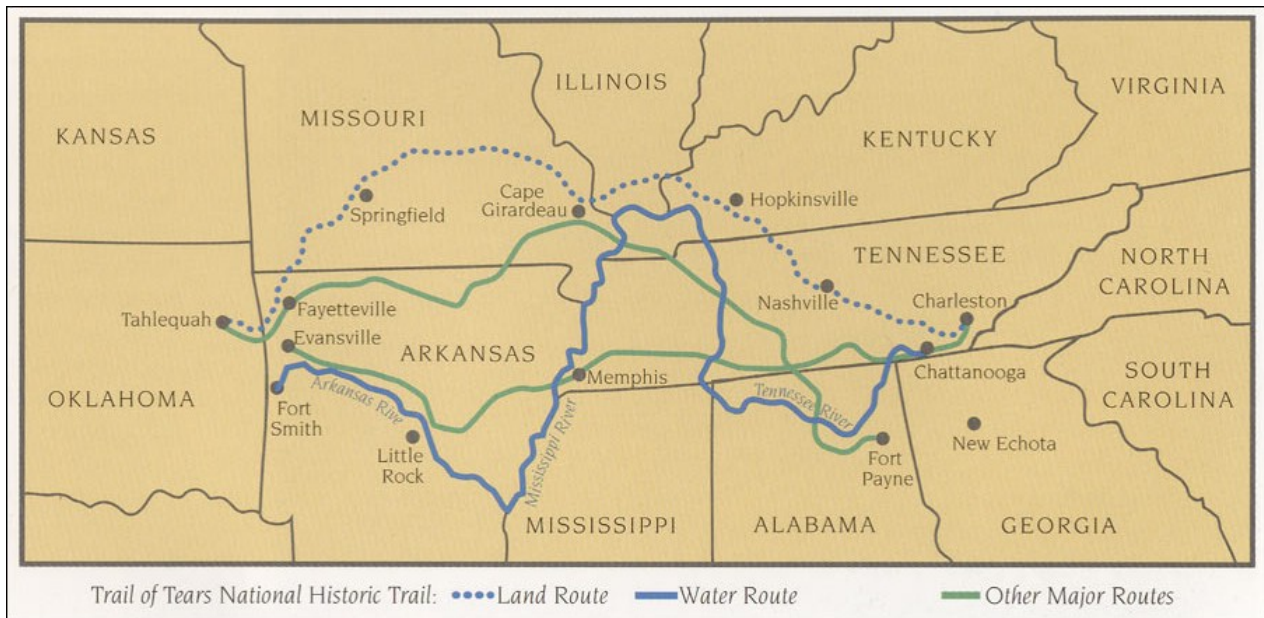 ILLINOIS
VIRGINIA
MISSOURI
KANSAS
KENTUCKY
Cape
Girardeau
Hopkinsville
Springfield
TENNESSEE
NORTH
CAROLINA
Nashville
Charleston
Fayetteville
Tahlequah
Evansville
ARKANSAS
Memphis
Chattanooga
SOUTH
CAROLINA
OKLAHOMA
Arkansas Rive
Fort
Smith
Mississippi River
Tennessee River
New Echota
Little
Rock
Fort
Payne
MISSISSIPPI
ALABAMA
GEORGIA
Trail of Tears National Historic Trail: Land Route Water Route Other Major Routes